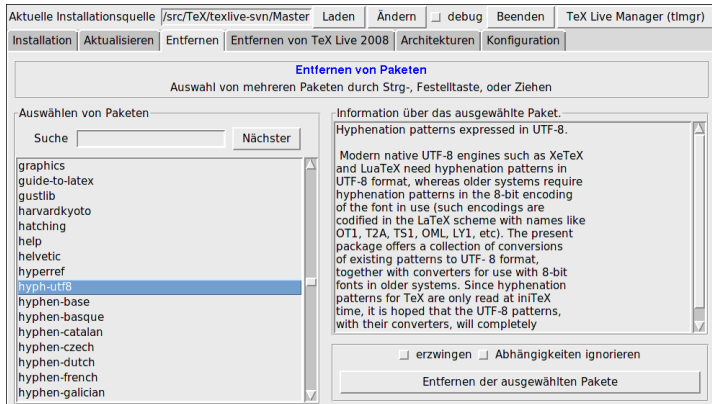 Aktuelle Installationsquelle /src/TeX/texlive-svn/Master Laden Ändern debug Beenden TeX Live Manager (tlmgr)
Installation Aktualisieren Entfernen Entfernen von TeX Live 2008 Architekturen Konfiguration
Entfernen von Paketen
Auswahl von mehreren Paketen durch Strg-, Festelltaste, oder Ziehen
Auswählen von Paketen
Suche Nächster
graphics
guide-to-latex
gustlib
harvardkyoto
hatching
help
helvetic
hyperref
hyph-utf8
hyphen-base
hyphen-basque
hyphen-catalan
hyphen-czech
hyphen-dutch
hyphen-french
hyphen-galician
Information über das ausgewählte Paket.
Hyphenation patterns expressed in UTF-8.
Modern native UTF-8 engines such as XeTeX
and LuaTeX need hyphenation patterns in
UTF-8 format, whereas older systems require
hyphenation patterns in the 8-bit encoding
of the font in use (such encodings are
codified in the LaTeX scheme with names like
OT1, T2A, TS1, OML, LY1, etc). The present
package offers a collection of conversions
of existing patterns to UTF- 8 format,
together with converters for use with 8-bit
fonts in older systems. Since hyphenation
patterns for TeX are only read at iniTeX
time, it is hoped that the UTF-8 patterns,
with their converters, will completely
erzwingen Abhängigkeiten ignorieren
Entfernen der ausgewählten Pakete